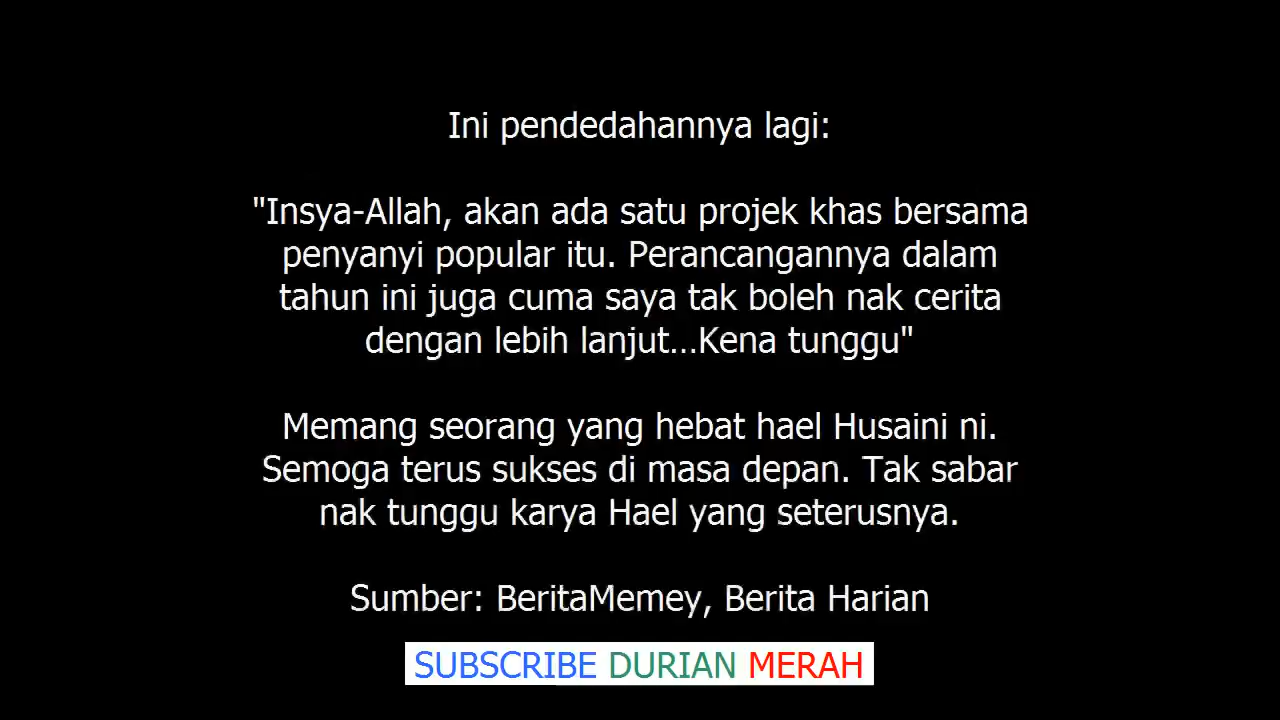 Ini pendedahannya lagi:
"Insya-Allah, akan ada satu projek khas bersama
penyanyi popular itu. Perancangannya dalam
tahun ini juga cuma saya tak boleh nak cerita
dengan lebih lanjut...Kena tunggu"
Memang seorang yang hebat hael Husaini ni.
Semoga terus sukses di masa depan. Tak sabar
nak tunggu karya Hael yang seterusnya.
Sumber: BeritaMemey, Berita Harian
SUBSCRIBE DURIAN MERAH